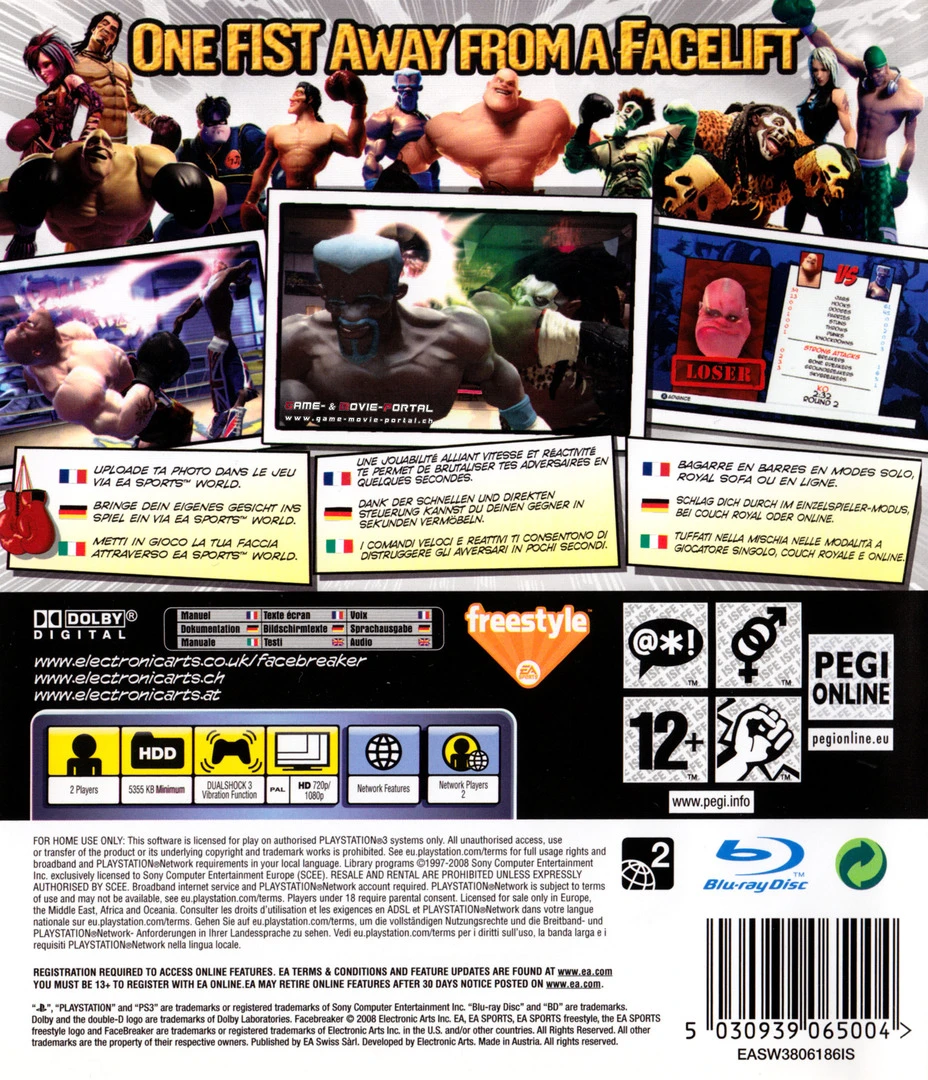 ONE FIST AWAY FROM A FACELIFT
VS
JABS
HOOKS
DODGES
PARRIES
STUNS
THROWS
PUNKS
KNOCKDOWNS
STRONG ATTACKS
BREAKERS
BONE BREAKERS
GROUNDBREAKERS
SKYBREAKERS
KO
2:32
ROUND 2
LOSER
ADVANCE
GAME- & MOVIE-PORTAL
www.game-movie-portal.ch
UPLOADE TA PHOTO DANS LE JEU
VIA EA SPORTS™ WORLD.
BRINGE DEIN EIGENES GESICHT INS
SPIEL EIN VIA EA SPORTS™ WORLD.
METTI IN GIOCO LA TUA FACCIA
ATTRAVERSO EA SPORTS™ WORLD.
UNE JOUABILITÉ ALLIANT VITESSE ET RÉACTIVITÉ
TE PERMET DE BRUTALISER TES ADVERSAIRES EN
QUELQUES SECONDES.
DANK DER SCHNELLEN UND DIREKTEN
STEUERUNG KANNST DU DEINEN GEGNER IN
SEKUNDEN VERMÖBELN.
I COMANDI VELOCI E REATTIVI TI CONSENTONO DI
DISTRUGGERE GLI AVVERSARI IN POCHI SECONDI.
BAGARRE EN BARRES EN MODES SOLO,
ROYAL SOFA OU EN LIGNE.
SCHLAG DICH DURCH IM EINZELSPIELER-MODUS,
BEI COUCH ROYAL ODER ONLINE.
TUFFATI NELLA MISCHIA NELLE MODALITÀ A
GIOCATORE SINGOLO, COUCH ROYALE E ONLINE.
DOLBY®
DIGITAL
Manuel Texte écran Voix
Dokumentation Bildschirmtexte Sprachausgabe
Manuale Testi Audio
www.electronicarts.co.uk/facebreaker
www.electronicarts.ch
www.electronicarts.at
freestyle™
EA
SPORTS
@*!
TM
TM
12+
TM
TM
PEGI
ONLINE
pegionline.eu
www.pegi.info
HDD
2 Players
5355 KB Minimum
DUALSHOCK 3
Vibration Function
PAL
HD 720p/
1080p
Network Features
Network Players
2
FOR HOME USE ONLY: This software is licensed for play on authorised PLAYSTATION®3 systems only. All unauthorised access, use
or transfer of the product or its underlying copyright and trademark works is prohibited. See eu.playstation.com/terms for full usage rights and
broadband and PLAYSTATION®Network requirements in your local language. Library programs ©1997-2008 Sony Computer Entertainment
Inc. exclusively licensed to Sony Computer Entertainment Europe (SCEE). RESALE AND RENTAL ARE PROHIBITED UNLESS EXPRESSLY
AUTHORISED BY SCEE. Broadband internet service and PLAYSTATION®Network account required. PLAYSTATION®Network is subject to terms
of use and may not be available, see eu.playstation.com/terms. Players under 18 require parental consent. Licensed for sale only in Europe,
the Middle East, Africa and Oceania. Consulter les droits d'utilisation et les exigences en ADSL et PLAYSTATION®Network dans votre langue
nationale sur eu.playstation.com/terms. Gehen Sie auf eu.playstation.com/terms, um die vollständigen Nutzungsrechte und die Breitband- und
PLAYSTATION®Network- Anforderungen in Ihrer Landessprache zu sehen. Vedi eu.playstation.com/terms per i diritti sull'uso, la banda larga e i
requisiti PLAYSTATION®Network nella lingua locale.
2
Blu-ray Disc™
REGISTRATION REQUIRED TO ACCESS ONLINE FEATURES. EA TERMS & CONDITIONS AND FEATURE UPDATES ARE FOUND AT www.ea.com
YOU MUST BE 13+ TO REGISTER WITH EA ONLINE.EA MAY RETIRE ONLINE FEATURES AFTER 30 DAYS NOTICE POSTED ON www.ea.com.
"", "PLAYSTATION" and "PS3" are trademarks or registered trademarks of Sony Computer Entertainment Inc. "Blu-ray Disc" and "BD" are trademarks.
Dolby and the double-D logo are trademarks of Dolby Laboratories. Facebreaker © 2008 Electronic Arts Inc. EA, EA SPORTS, EA SPORTS freestyle, the EA SPORTS
freestyle logo and FaceBreaker are trademarks or registered trademarks of Electronic Arts Inc. in the U.S. and/or other countries. All Rights Reserved. All other
trademarks are the property of their respective owners. Published by EA Swiss Sàrl. Developed by Electronic Arts. Made in Austria. All rights reserved.
5 030939 065004 >
EASW3806186IS